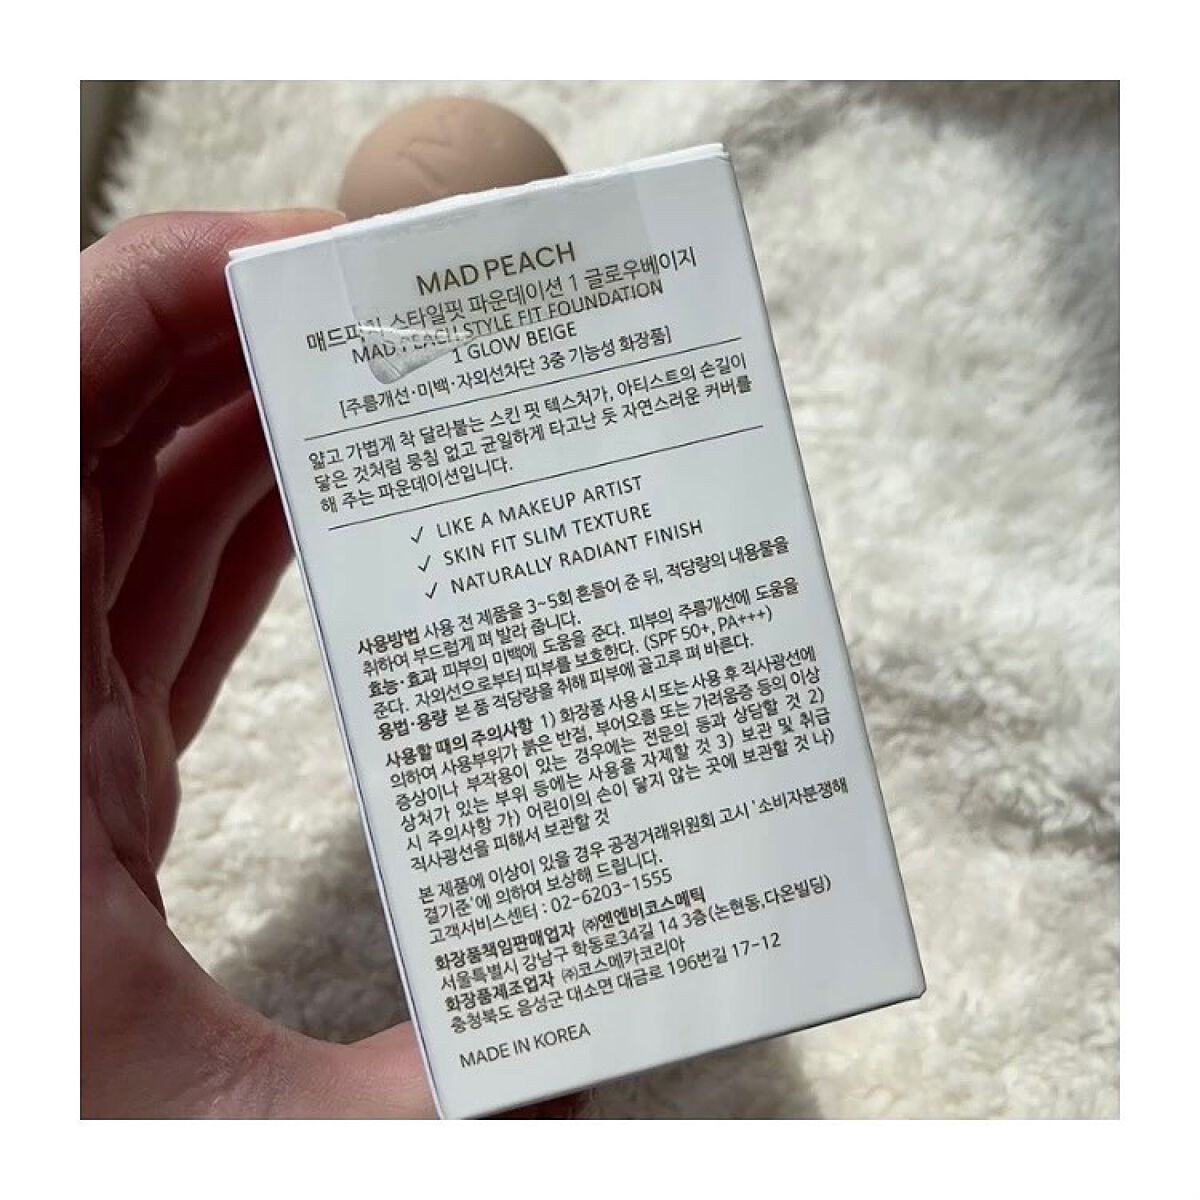 MAD PEACH
매드피치 스타일핏 파운데이션 1 글로우베이지
MAD PEACH STYLE FIT FOUNDATION
1 GLOW BEIGE
[주름개선·미백·자외선차단 3중 기능성 화장품]
얇고 가볍게 착 달라붙는 스킨 핏 텍스처가, 아티스트의 손길이
닿은 것처럼 뭉침 없고 균일하게 타고난 듯 자연스러운 커버를
해 주는 파운데이션입니다.
✓ LIKE A MAKEUP ARTIST
✓ SKIN FIT SLIM TEXTURE
✓ NATURALLY RADIANT FINISH
사용방법 사용 전 제품을 3~5회 흔들어 준 뒤, 적당량의 내용물을
취하여 부드럽게 펴 발라 줍니다.
효능·효과 피부의 미백에 도움을 준다. 피부의 주름개선에 도움을
준다. 자외선으로부터 피부를 보호한다. (SPF 50+, PA+++)
용법·용량 본 품 적당량을 취해 피부에 골고루 펴 바른다.
사용할 때의 주의사항 1) 화장품 사용 시 또는 사용 후 직사광선에
의하여 사용부위가 붉은 반점, 부어오름 또는 가려움증 등의 이상
증상이나 부작용이 있는 경우에는 전문의 등과 상담할 것 2)
상처가 있는 부위 등에는 사용을 자제할 것 3) 보관 및 취급
시 주의사항 가) 어린이의 손이 닿지 않는 곳에 보관할 것 나)
직사광선을 피해서 보관할 것
본 제품에 이상이 있을 경우 공정거래위원회 고시 '소비자분쟁해
결기준'에 의하여 보상해 드립니다.
고객서비스센터 : 02-6203-1555
화장품책임판매업자 ㈜엔엔비코스메틱
서울특별시 강남구 학동로34길 14 3층(논현동,다온빌딩)
화장품제조업자 ㈜코스메카코리아
충청북도 음성군 대소면 대금로 196번길 17-12
MADE IN KOREA